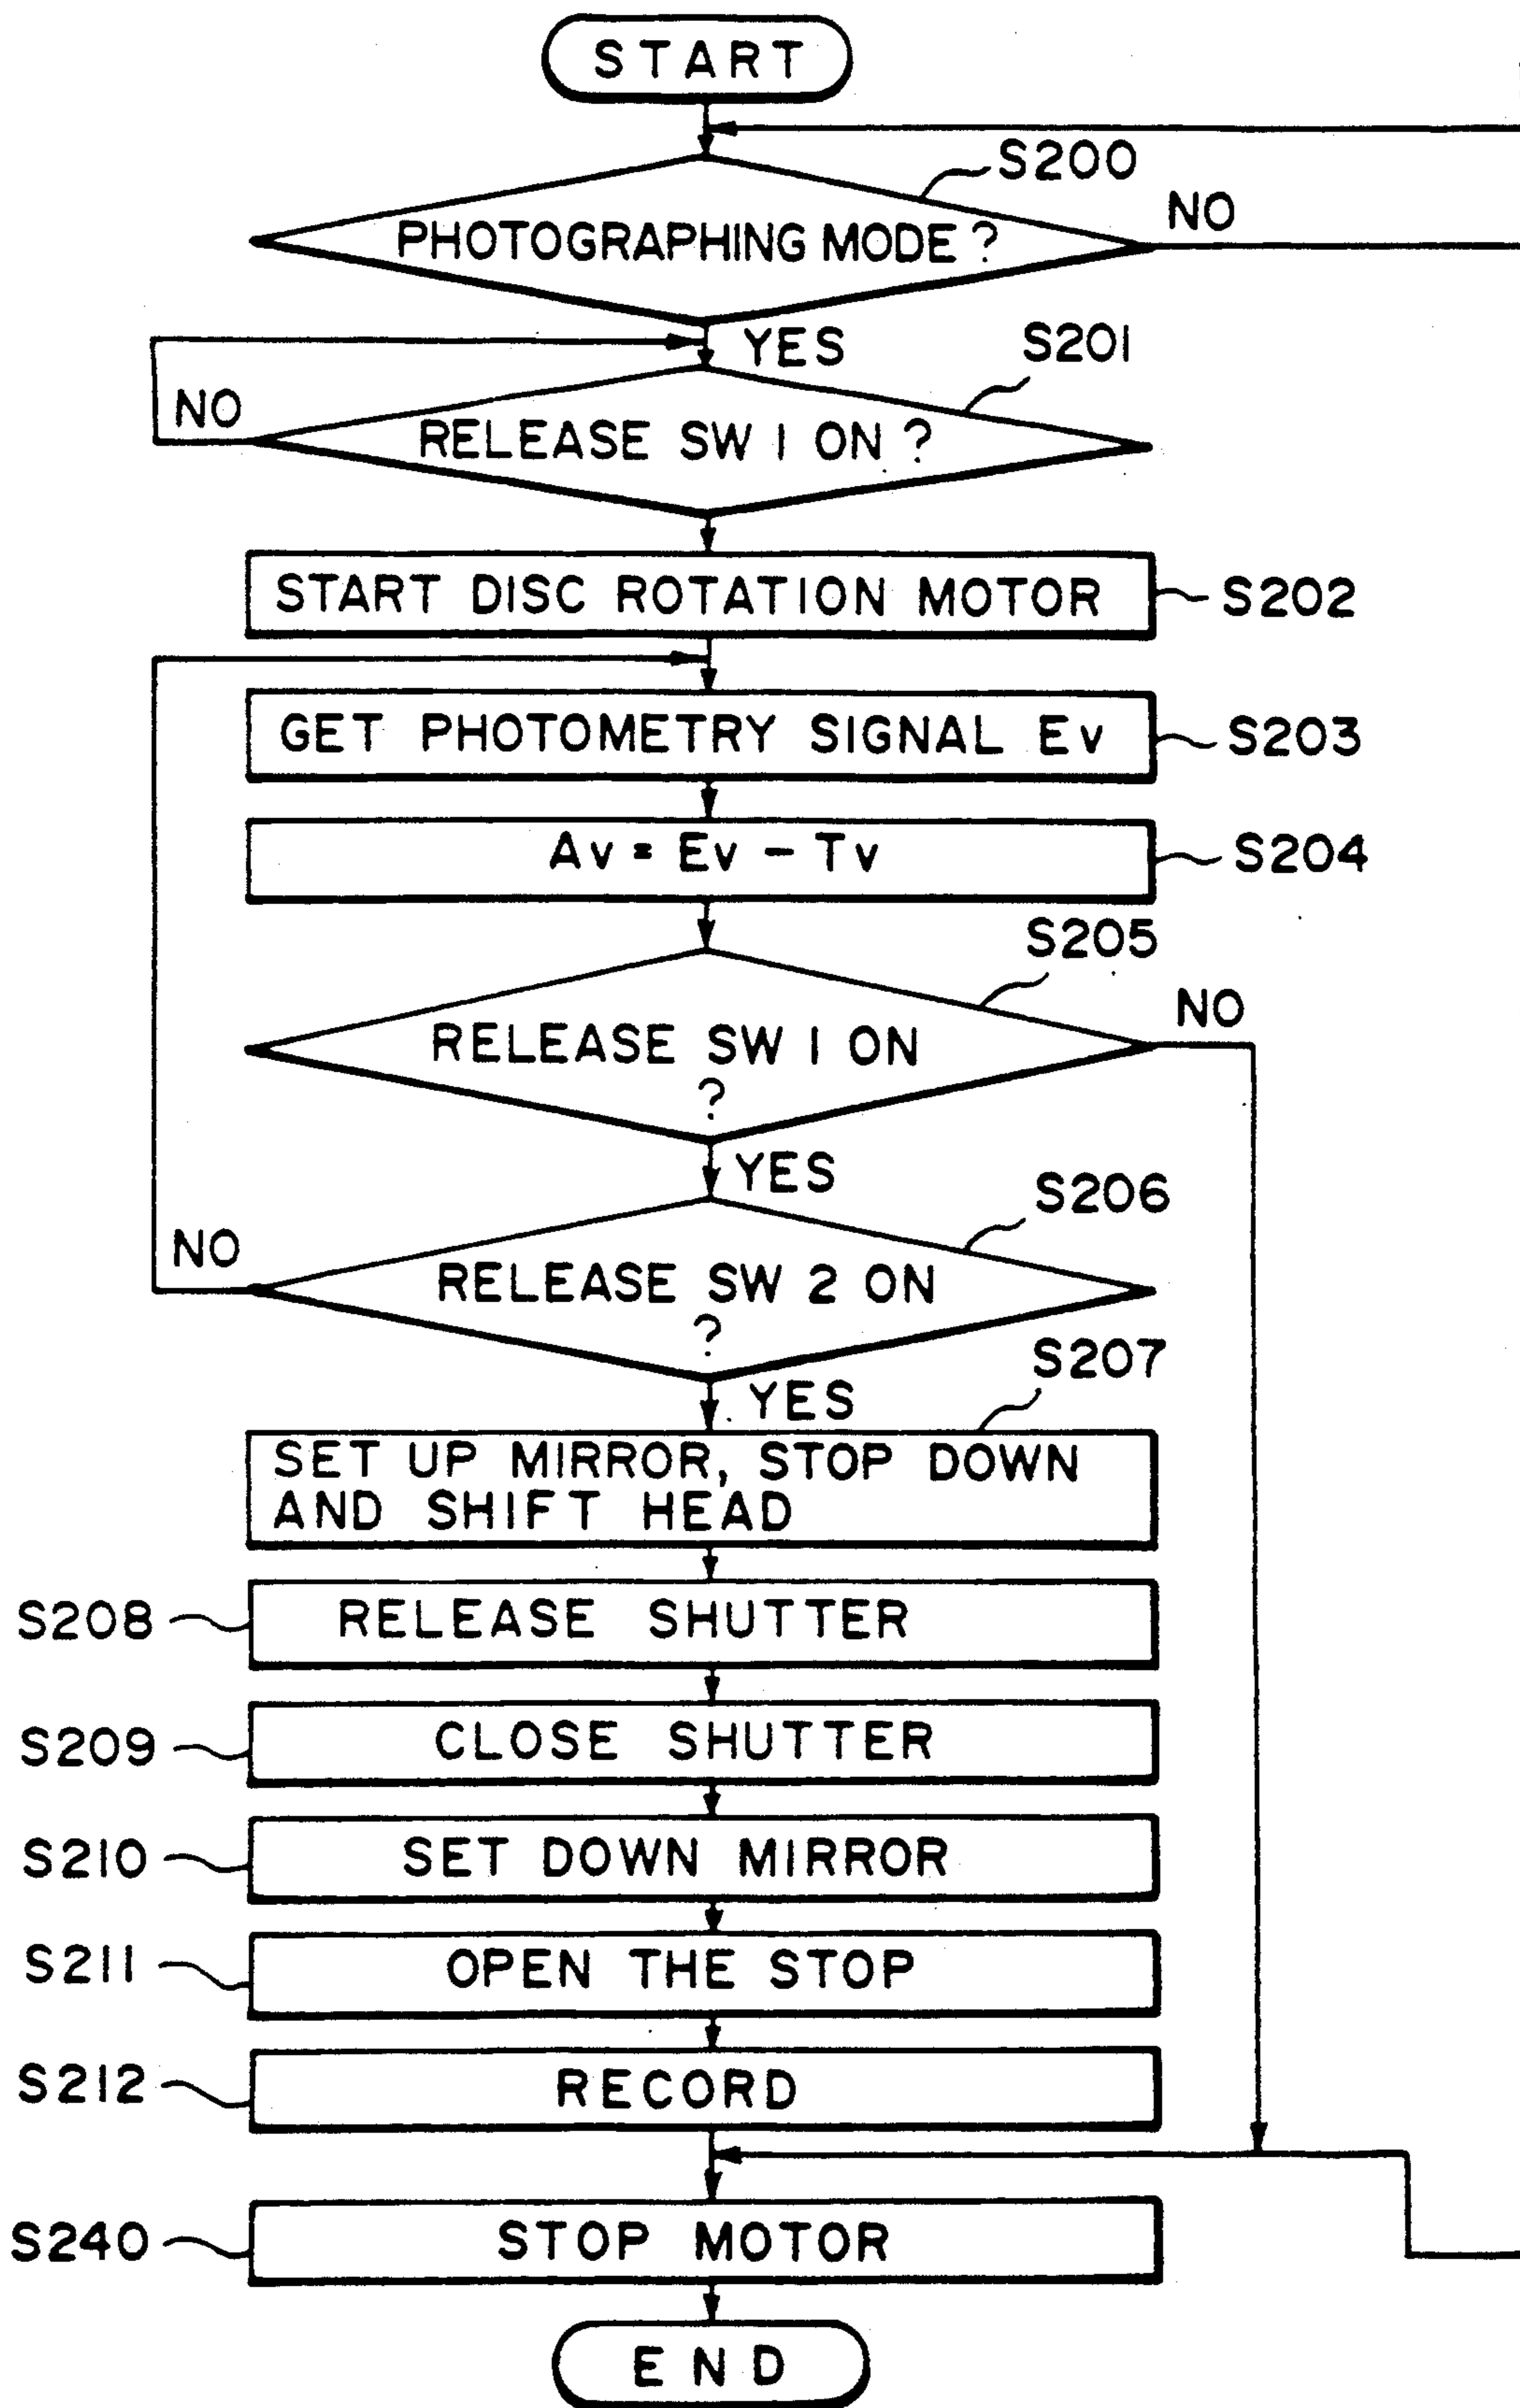 START
S200
PHOTOGRAPHING MODE ?
NO
YES
S201
NO
RELEASE SW 1 ON ?
START DISC ROTATION MOTOR
S202
GET PHOTOMETRY SIGNAL Ev
S203
Av = Ev - Tv
S204
S205
NO
RELEASE SW 1 ON
?
YES
S206
NO
RELEASE SW 2 ON
?
S207
YES
SET UP MIRROR, STOP DOWN
AND SHIFT HEAD
S208
RELEASE SHUTTER
S209
CLOSE SHUTTER
S210
SET DOWN MIRROR
S211
OPEN THE STOP
S212
RECORD
S240
STOP MOTOR
END